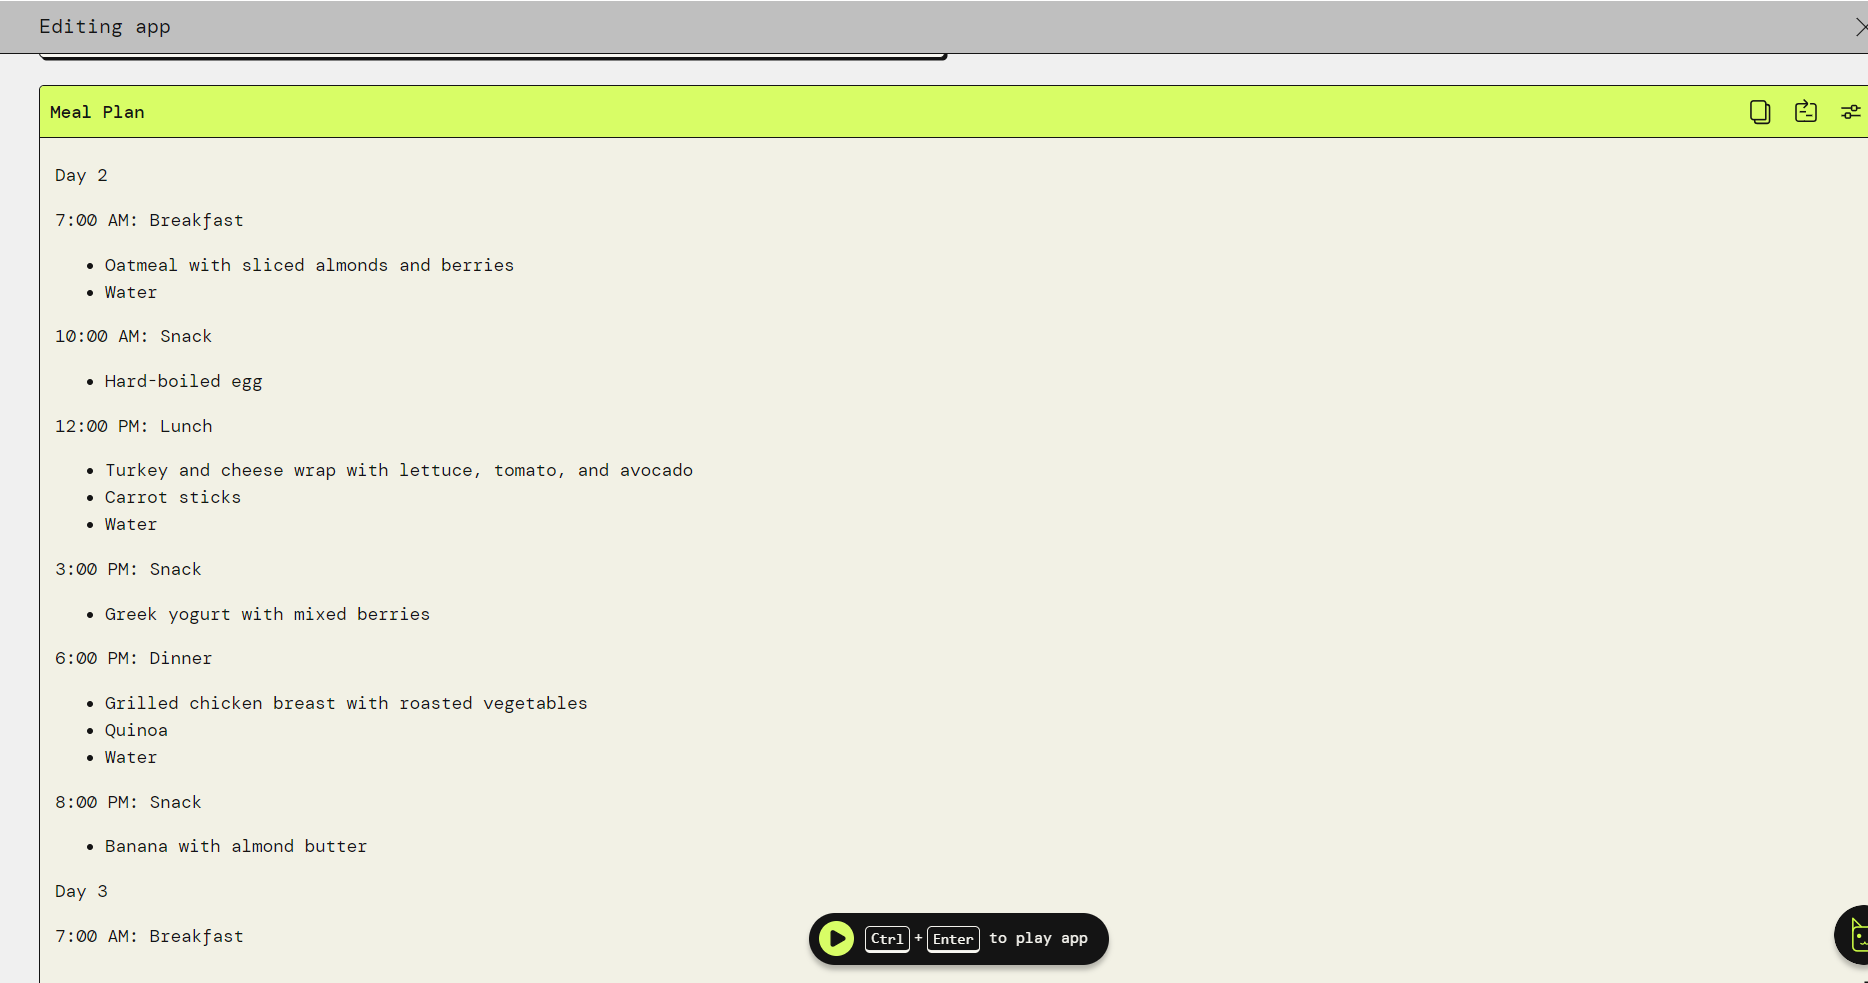 Editing app
Meal Plan
Day 2
7:00 AM: Breakfast
• Oatmeal with sliced almonds and berries
• Water
10:00 AM: Snack
• Hard-boiled egg
12:00 PM: Lunch
• Turkey and cheese wrap with lettuce, tomato, and avocado
• Carrot sticks
• Water
3:00 PM: Snack
• Greek yogurt with mixed berries
6:00 PM: Dinner
• Grilled chicken breast with roasted vegetables
• Quinoa
• Water
8:00 PM: Snack
• Banana with almond butter
Day 3
7:00 AM: Breakfast
Ctrl + Enter to play app